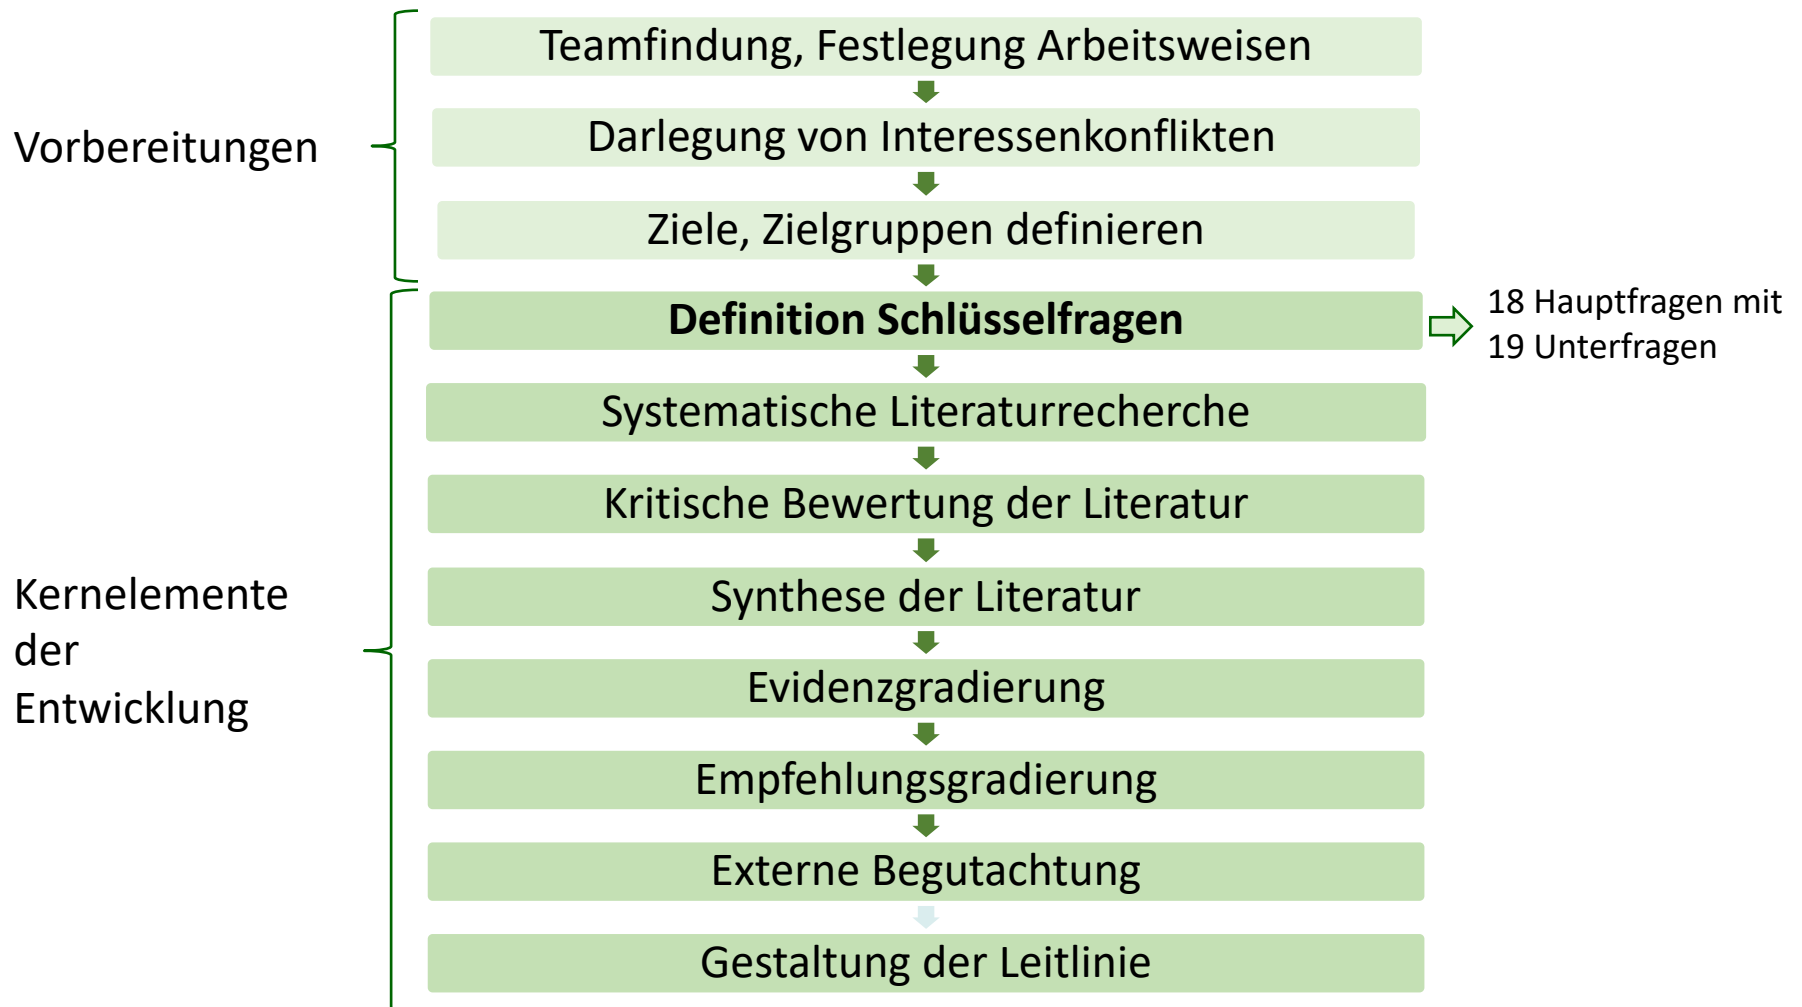 Teamfindung, Festlegung Arbeitsweisen
Vorbereitungen
Darlegung von Interessenkonflikten
Ziele, Zielgruppen definieren
Definition Schlüsselfragen
18 Hauptfragen mit
19 Unterfragen
Systematische Literaturrecherche
Kritische Bewertung der Literatur
Kernelemente
der
Entwicklung
Synthese der Literatur
Evidenzgradierung
Empfehlungsgradierung
Externe Begutachtung
Gestaltung der Leitlinie